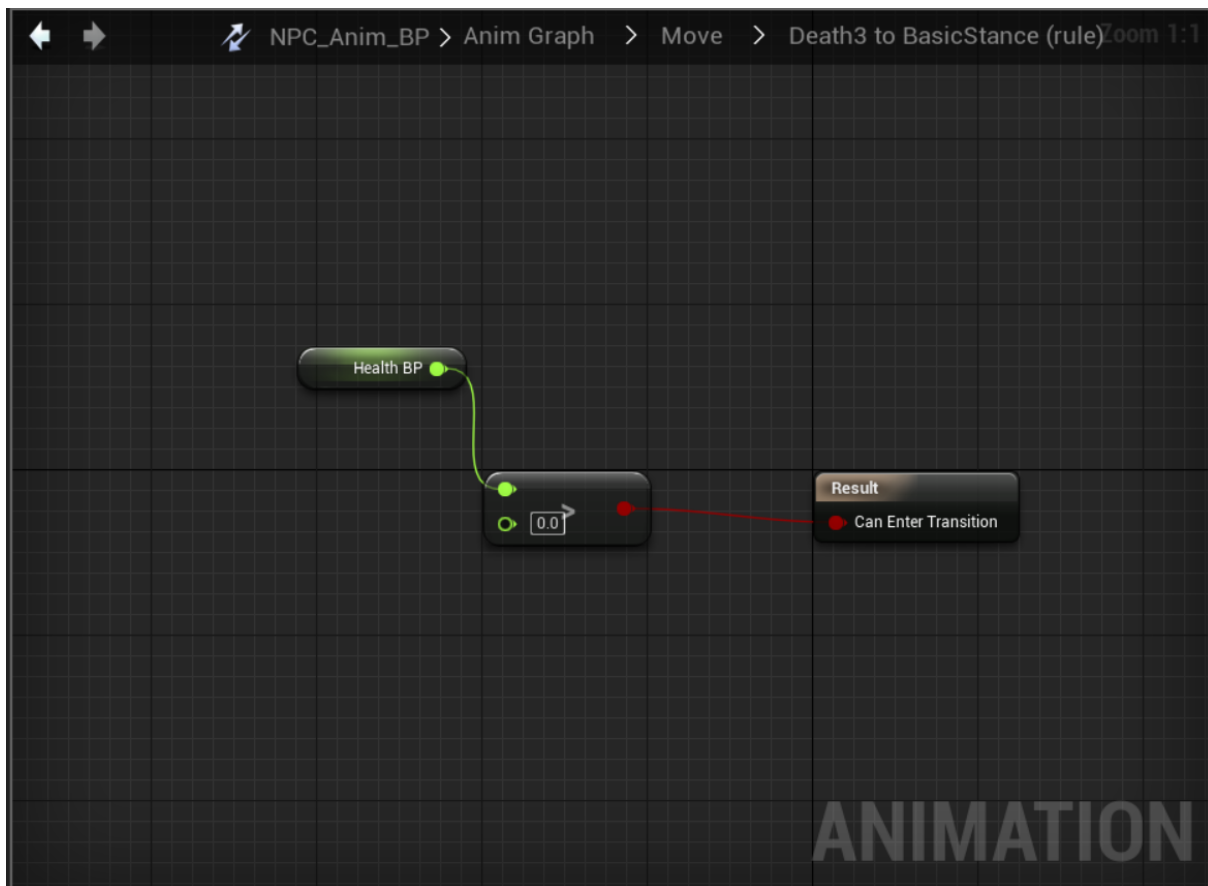 NPC_Anim_BP > Anim Graph > Move > Death3 to BasicStance (rule) Zoom 1:1
Health BP
0.0 >
Result
Can Enter Transition
ANIMATION